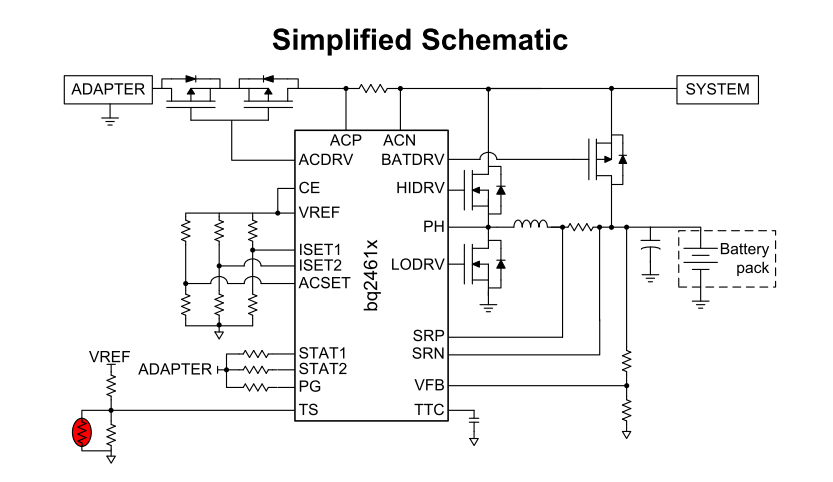 Simplified Schematic
ADAPTER
SYSTEM
ACP
ACN
ACDRV
BATDRV
CE
HIDRV
VREF
PH
ISET1
ISET2
LODRV
ACSET
bq2461x
Battery
pack
SRP
STAT1
SRN
VREF
ADAPTER
STAT2
PG
VFB
TS
TTC